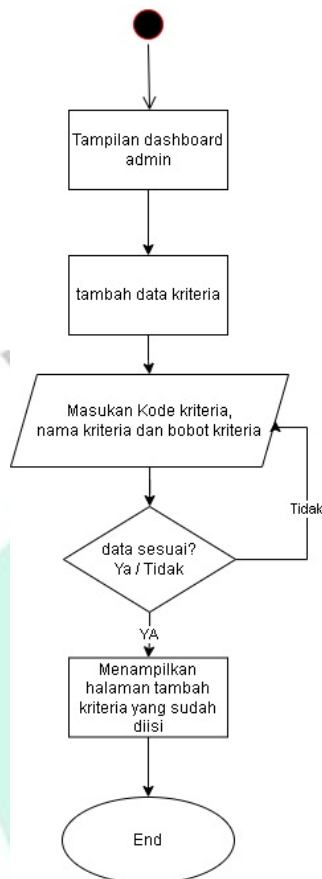 Tampilan dashboard
admin
tambah data kriteria
Masukan Kode kriteria,
nama kriteria dan bobot kriteria
Tidak
data sesuai?
Ya / Tidak
YA
Menampilkan
halaman tambah
kriteria yang sudah
diisi
End